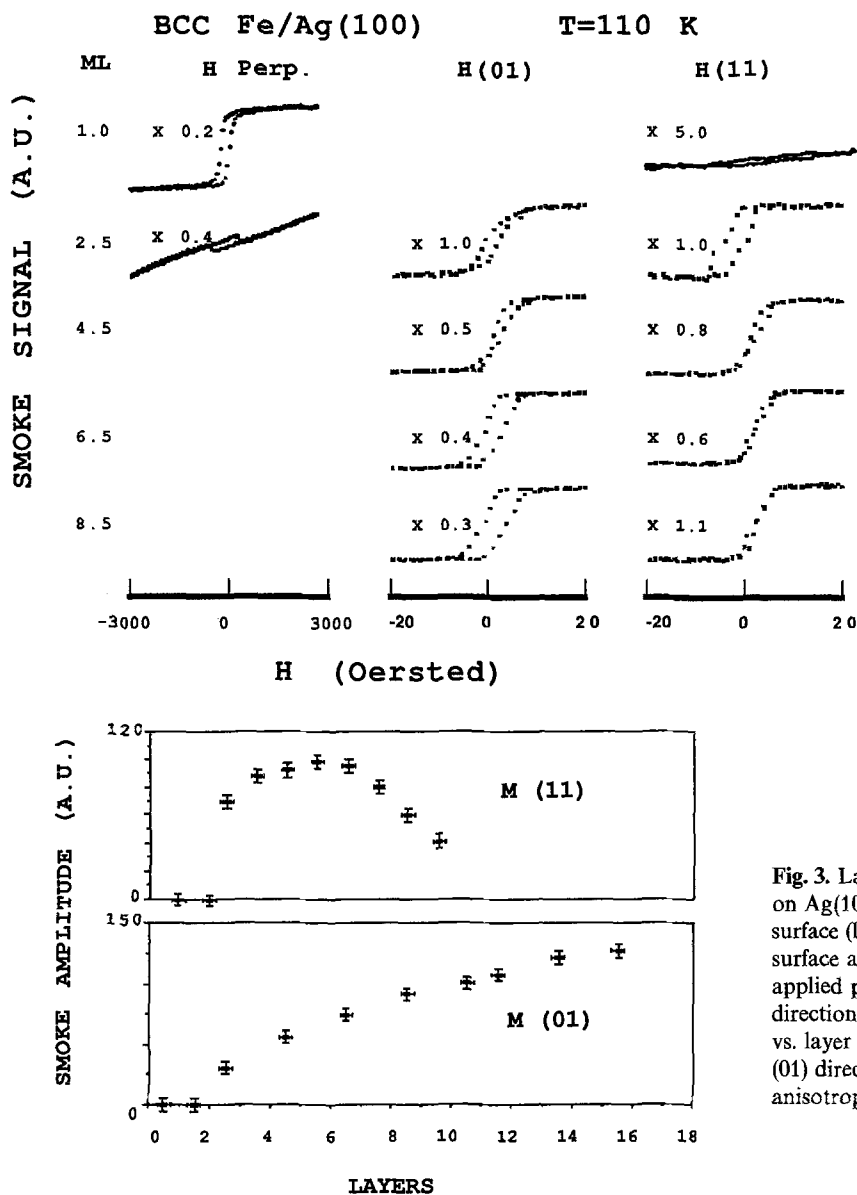 BCC Fe/Ag(100) T=110 K
ML H Perp. H(01) H(11)
SMOKE SIGNAL (A.U.)
1.0 X 0.2 X 5.0
2.5 X 0.4 X 1.0 X 1.0
4.5 X 0.5 X 0.8
6.5 X 0.4 X 0.6
8.5 X 0.3 X 1.1
-3000 0 3000 -20 0 20 -20 0 20
H (Oersted)
SMOKE AMPLITUDE (A.U.)
120
M (11)
0
150
M (01)
0
0 2 4 6 8 10 12 14 16 18
LAYERS
Fig. 3. La
on Ag(10
surface (l
surface a
applied p
direction
vs. layer
(01) direc
anisotrop